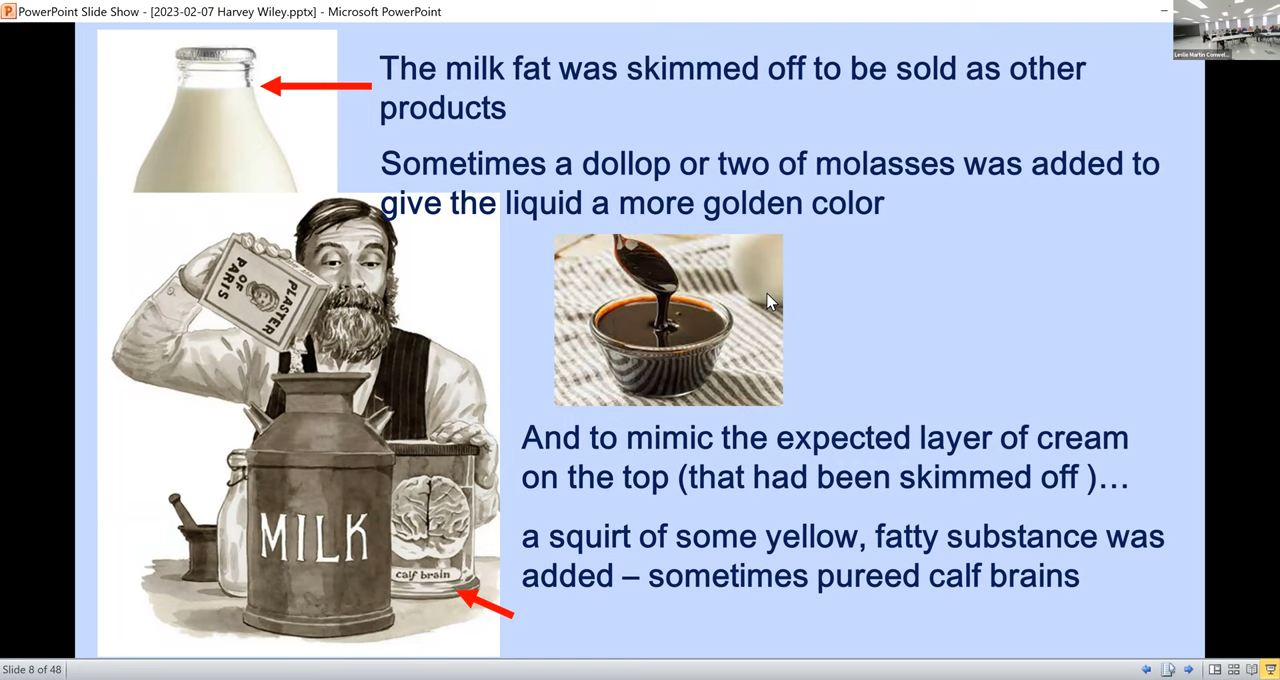 PowerPoint Slide Show - [2023-02-07 Harvey Wiley.pptx] - Microsoft PowerPoint
Leslie Martin Conwel...
The milk fat was skimmed off to be sold as other
products
Sometimes a dollop or two of molasses was added to
give the liquid a more golden color
PLASTER
OF
PARIS
And to mimic the expected layer of cream
on the top (that had been skimmed off )...
MILK
calf brain
a squirt of some yellow, fatty substance was
added – sometimes pureed calf brains
Slide 8 of 48